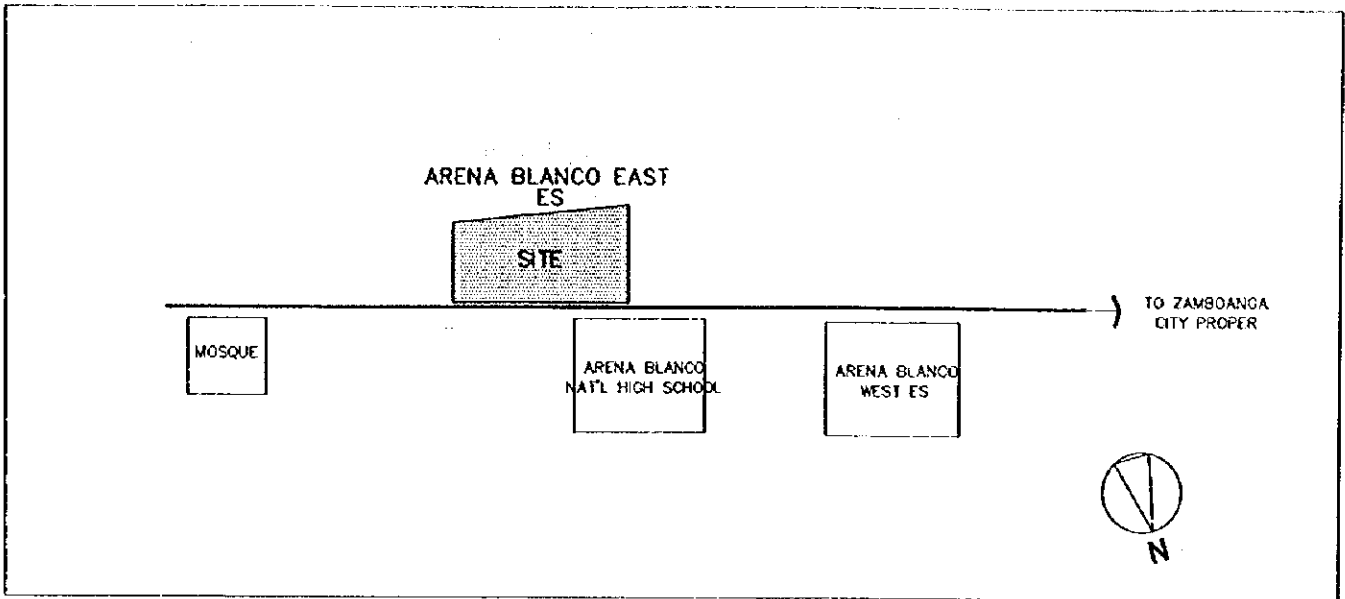 ARENA BLANCO EAST
ES
SITE
TO ZAMBOANGA
CITY PROPER
MOSQUE
ARENA BLANCO
NAT'L HIGH SCHOOL
ARENA BLANCO
WEST ES
N